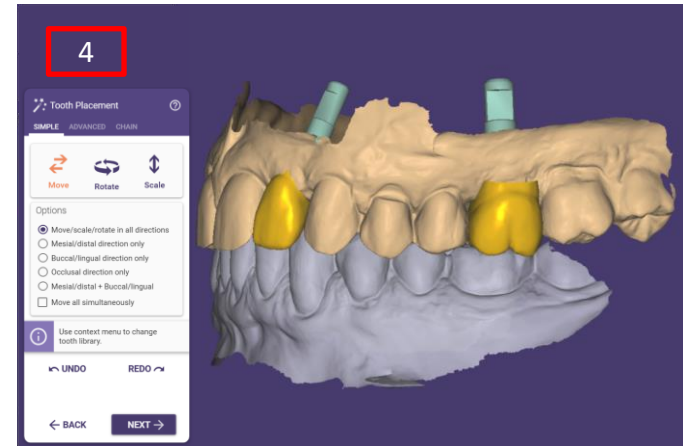 4
Tooth Placement
SIMPLE ADVANCED CHAIN
Move Rotate Scale
Options
Move/scale/rotate in all directions
Mesial/distal direction only
Buccal/lingual direction only
Occlusal direction only
Mesial/distal + Buccal/lingual
Move all simultaneously
Use context menu to change
tooth library.
UNDO REDO
BACK NEXT